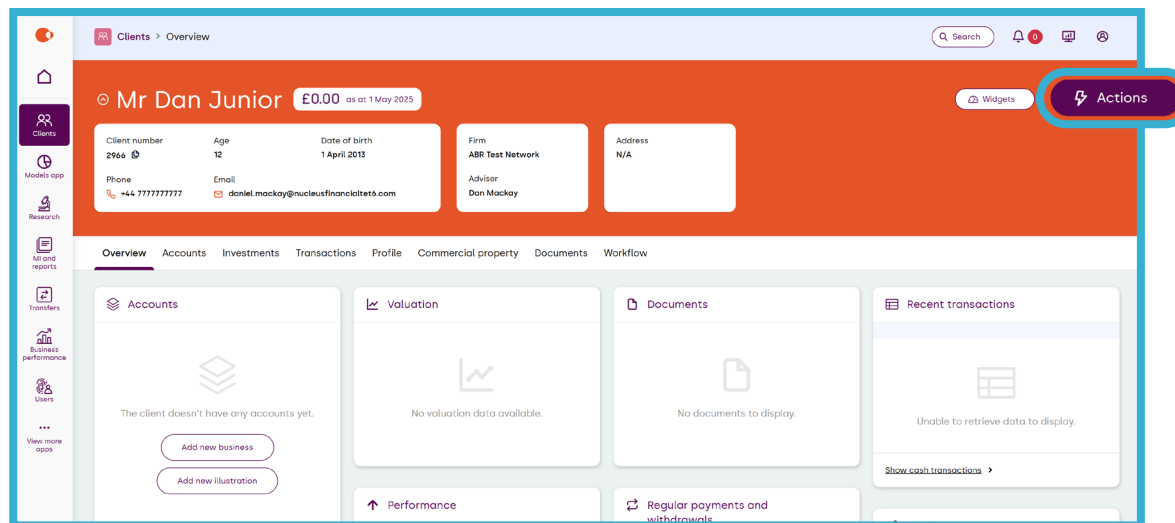 Clients > Overview
Search
0
Mr Dan Junior
£0.00 as at 1 May 2025
Widgets
Actions
Clients
Models app
Research
MI and
reports
Transfers
Business
performance
Users
View more
apps
Client number
2966
Age
12
Date of birth
1 April 2013
Phone
+44 7777777777
Email
daniel.mackay@nucleusfinancialtet6.com
Firm
ABR Test Network
Adviser
Dan Mackay
Address
N/A
Overview Accounts Investments Transactions Profile Commercial property Documents Workflow
Accounts
The client doesn't have any accounts yet.
Add new business
Add new illustration
Valuation
No valuation data available.
Documents
No documents to display.
Recent transactions
Unable to retrieve data to display.
Show cash transactions >
Performance
Regular payments and
withdrawals